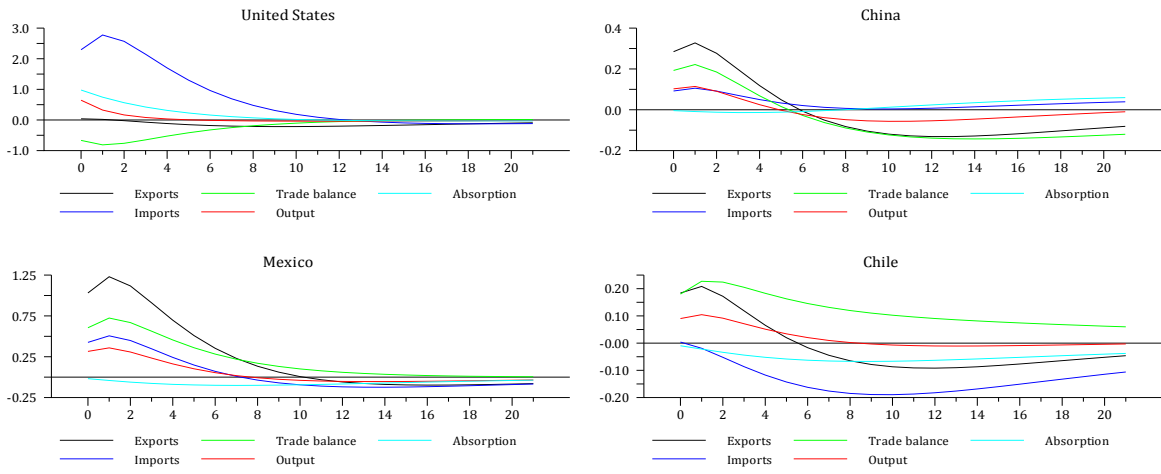 United States
3.0
2.0
1.0
0.0
-1.0
0 2 4 6 8 10 12 14 16 18 20
Exports Trade balance Absorption
Imports Output
China
0.4
0.2
0.0
-0.2
0 2 4 6 8 10 12 14 16 18 20
Exports Trade balance Absorption
Imports Output
Mexico
1.25
0.75
0.25
-0.25
0 2 4 6 8 10 12 14 16 18 20
Exports Trade balance Absorption
Imports Output
Chile
0.20
0.10
-0.00
-0.10
-0.20
0 2 4 6 8 10 12 14 16 18 20
Exports Trade balance Absorption
Imports Output